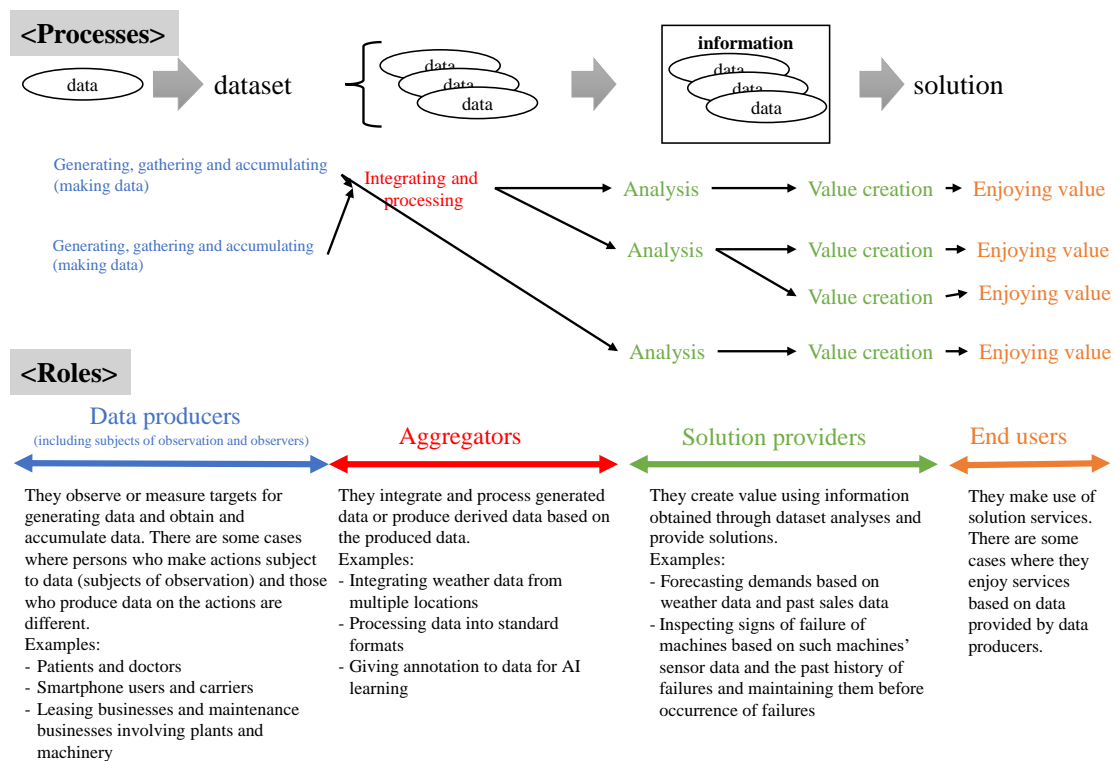 <Processes>
data
dataset
data
data
data
information
data
data
data
solution
Generating, gathering and accumulating
(making data)
Integrating and
processing
Analysis
Value creation
Enjoying value
Generating, gathering and accumulating
(making data)
Analysis
Value creation
Enjoying value
Value creation
Enjoying value
Analysis
Value creation
Enjoying value
<Roles>
Data producers
(including subjects of observation and observers)
They observe or measure targets for
generating data and obtain and
accumulate data. There are some cases
where persons who make actions subject
to data (subjects of observation) and those
who produce data on the actions are
different.
Examples:
- Patients and doctors
- Smartphone users and carriers
- Leasing businesses and maintenance
businesses involving plants and
machinery
Aggregators
They integrate and process generated
data or produce derived data based on
the produced data.
Examples:
- Integrating weather data from
multiple locations
- Processing data into standard
formats
- Giving annotation to data for AI
learning
Solution providers
They create value using information
obtained through dataset analyses and
provide solutions.
Examples:
- Forecasting demands based on
weather data and past sales data
- Inspecting signs of failure of
machines based on such machines'
sensor data and the past history of
failures and maintaining them before
occurrence of failures
End users
They make use of
solution services.
There are some
cases where they
enjoy services
based on data
provided by data
producers.